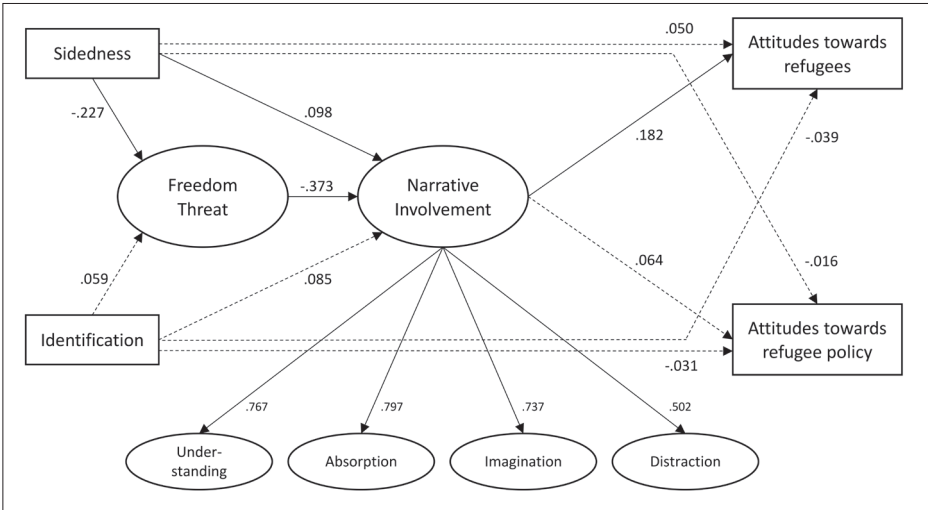 Sidedness
.050
Attitudes towards
refugees
-.227
.098
.182
-.039
Freedom
Threat
-.373
Narrative
Involvement
.059
.085
.064
-.016
Identification
Attitudes towards
refugee policy
-.031
.767
.797
.737
.502
Under-
standing
Absorption
Imagination
Distraction